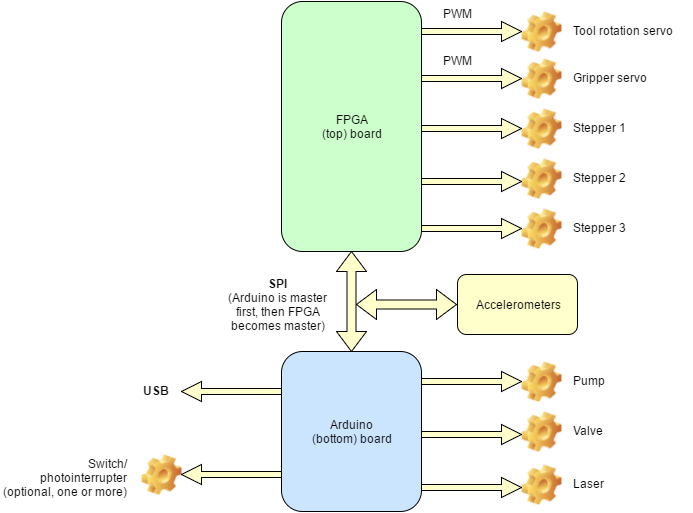 PWM
Tool rotation servo
PWM
Gripper servo
FPGA
(top) board
Stepper 1
Stepper 2
Stepper 3
SPI
(Arduino is master
first, then FPGA
becomes master)
Accelerometers
USB
Pump
Arduino
(bottom) board
Valve
Switch/
photointerrupter
(optional, one or more)
Laser